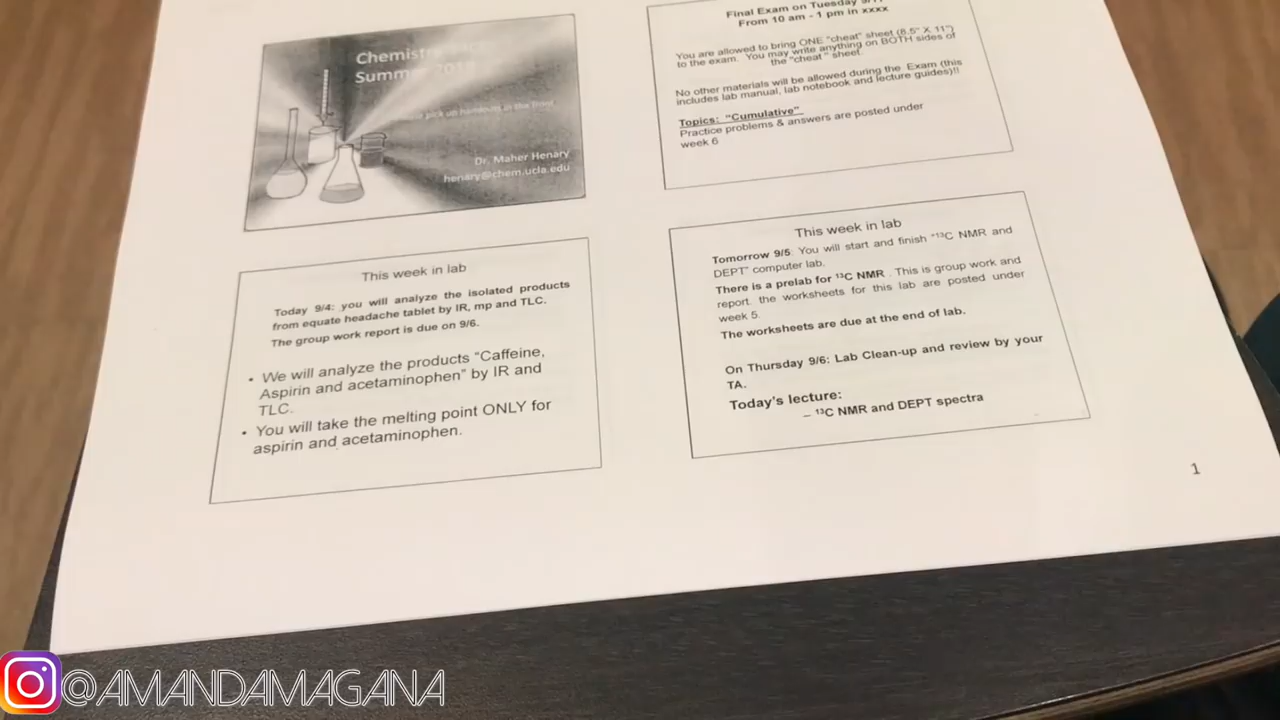 Summer
Dr. Maher Henary
henary@chem.ucla.edu
Final Exam on Tuesday
From 10 am - 1 pm in xxxx
You are allowed to bring ONE "cheat" sheet (8.5" X 11")
to the exam. You may write anything on BOTH sides of
the "cheat " sheet.
No other materials will be allowed during the Exam (this
includes lab manual, lab notebook and lecture guides)!!
Topics: "Cumulative"
Practice problems & answers are posted under
week 6
This week in lab
Today 9/4: you will analyze the isolated products
from equate headache tablet by IR, mp and TLC.
The group work report is due on 9/6.
• We will analyze the products "Caffeine,
Aspirin and acetaminophen" by IR and
TLC.
• You will take the melting point ONLY for
aspirin and acetaminophen.
This week in lab
Tomorrow 9/5: You will start and finish "¹³C NMR and
DEPT" computer lab.
There is a prelab for ¹³C NMR . This is group work and
report. the worksheets for this lab are posted under
week 5.
The worksheets are due at the end of lab.
On Thursday 9/6: Lab Clean-up and review by your
TA.
Today's lecture:
– ¹³C NMR and DEPT spectra
1
@AMANDAMAGANA